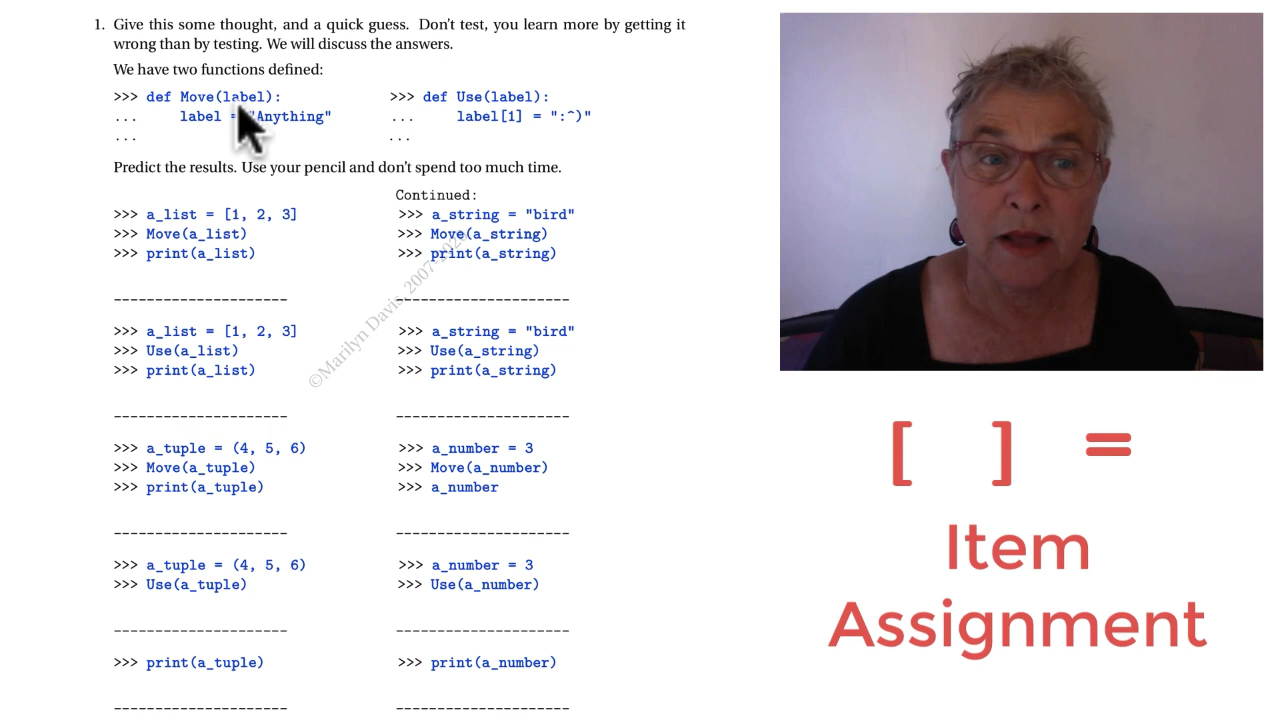 1. Give this some thought, and a quick guess. Don't test, you learn more by getting it
wrong than by testing. We will discuss the answers.
We have two functions defined:
>>> def Move(label):
... label = "Anything"
...
>>> def Use(label):
... label[1] = ":^)"
...
Predict the results. Use your pencil and don't spend too much time.
>>> a_list = [1, 2, 3]
>>> Move(a_list)
>>> print(a_list)
---------------------
>>> a_list = [1, 2, 3]
>>> Use(a_list)
>>> print(a_list)
---------------------
>>> a_tuple = (4, 5, 6)
>>> Move(a_tuple)
>>> print(a_tuple)
---------------------
>>> a_tuple = (4, 5, 6)
>>> Use(a_tuple)
---------------------
>>> print(a_tuple)
---------------------
Continued:
>>> a_string = "bird"
>>> Move(a_string)
>>> print(a_string)
---------------------
>>> a_string = "bird"
>>> Use(a_string)
>>> print(a_string)
---------------------
>>> a_number = 3
>>> Move(a_number)
>>> a_number
---------------------
>>> a_number = 3
>>> Use(a_number)
---------------------
>>> print(a_number)
---------------------
©Marilyn Davis, 2007-
[ ] =
Item
Assignment